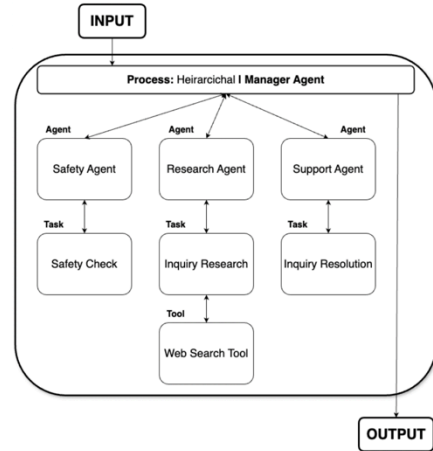 INPUT
Process: Heirarcichal I Manager Agent
Agent
Agent
Agent
Safety Agent
Research Agent
Support Agent
Task
Task
Task
Safety Check
Inquiry Research
Inquiry Resolution
Tool
Web Search Tool
OUTPUT